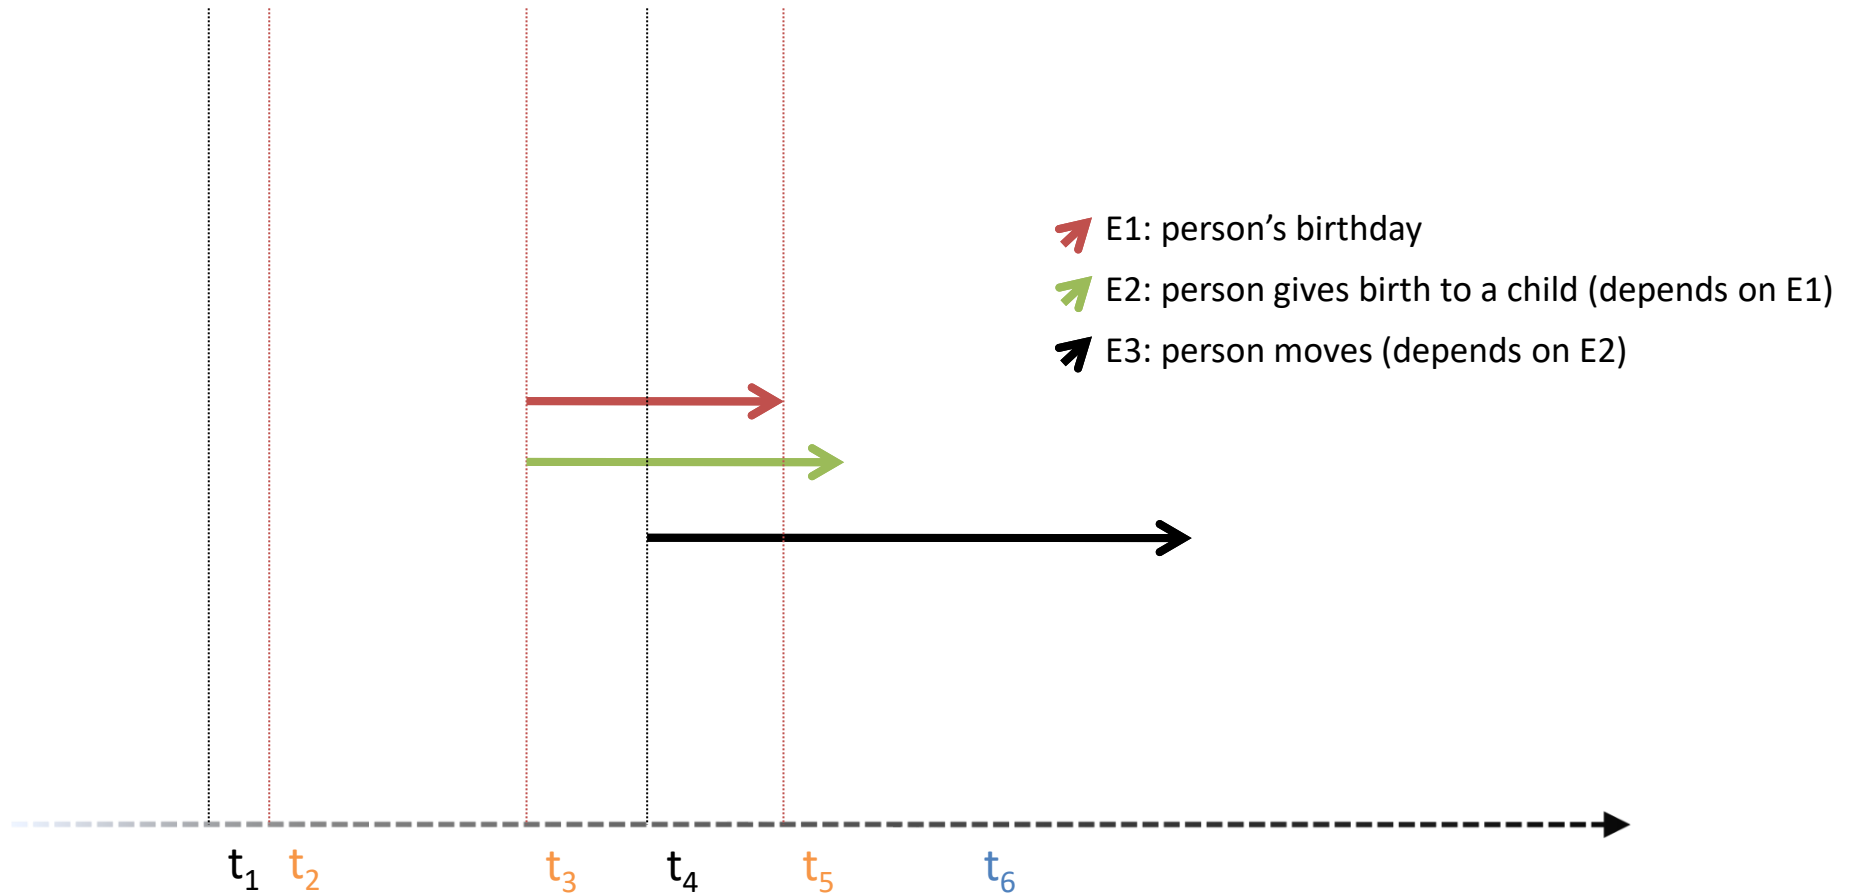 E1: person’s birthday
E2: person gives birth to a child (depends on E1)
E3: person moves (depends on E2)
t1 t2 t3 t4 t5 t6